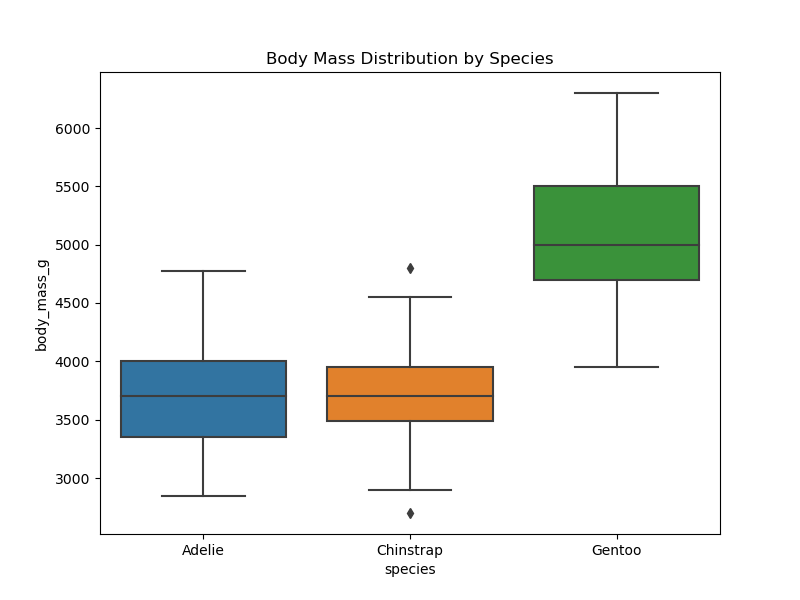 Body Mass Distribution by Species
body_mass_g
6000
5500
5000
4500
4000
3500
3000
Adelie Chinstrap Gentoo
species